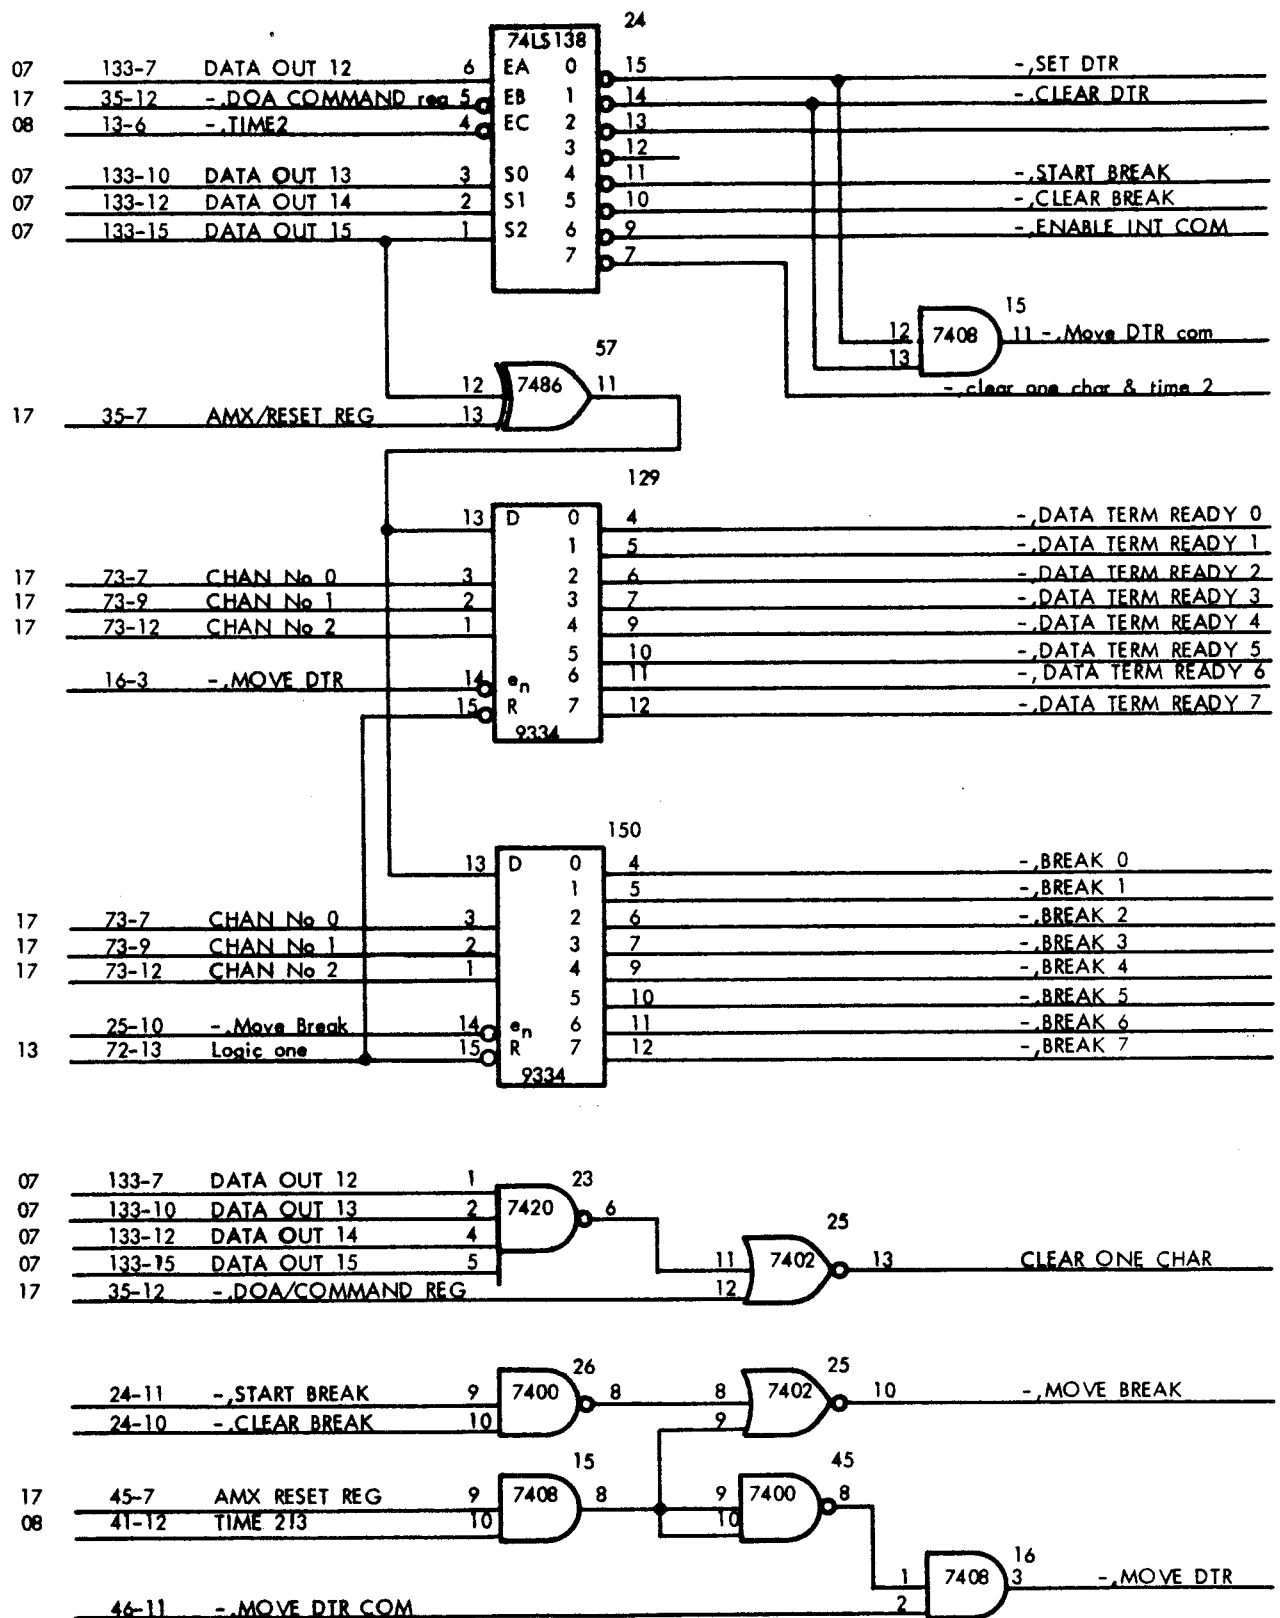 24
74LS138
07 133-7 DATA OUT 12 6 EA 0 15 -,SET DTR
17 35-12 -,DOA COMMAND reg 5 EB 1 14 -,CLEAR DTR
08 13-6 -,TIME2 4 EC 2 13
3 12
07 133-10 DATA OUT 13 3 S0 4 11 -,START BREAK
07 133-12 DATA OUT 14 2 S1 5 10 -,CLEAR BREAK
07 133-15 DATA OUT 15 1 S2 6 9 -,ENABLE INT COM
7 7
15
12 7408 11 -,Move DTR com
13
57
12 7486 11 -,clear one char & time 2
17 35-7 AMX/RESET REG 13
129
13 D 0 4 -,DATA TERM READY 0
1 5 -,DATA TERM READY 1
17 73-7 CHAN No 0 3 2 6 -,DATA TERM READY 2
17 73-9 CHAN No 1 2 3 7 -,DATA TERM READY 3
17 73-12 CHAN No 2 1 4 9 -,DATA TERM READY 4
5 10 -,DATA TERM READY 5
16-3 -,MOVE DTR 14 en 6 11 -,DATA TERM READY 6
15 R 7 12 -,DATA TERM READY 7
9334
150
13 D 0 4 -,BREAK 0
1 5 -,BREAK 1
17 73-7 CHAN No 0 3 2 6 -,BREAK 2
17 73-9 CHAN No 1 2 3 7 -,BREAK 3
17 73-12 CHAN No 2 1 4 9 -,BREAK 4
5 10 -,BREAK 5
25-10 -,Move Break 14 en 6 11 -,BREAK 6
13 72-13 Logic one 15 R 7 12 -,BREAK 7
9334
07 133-7 DATA OUT 12 1 23
07 133-10 DATA OUT 13 2 7420 6
07 133-12 DATA OUT 14 4 25
07 133-15 DATA OUT 15 5 11 7402 13 CLEAR ONE CHAR
17 35-12 -,DOA/COMMAND REG 12
26 25
24-11 -,START BREAK 9 7400 8 8 7402 10 -,MOVE BREAK
24-10 -,CLEAR BREAK 10 9
15 45
17 45-7 AMX RESET REG 9 7408 8 9 7400 8
08 41-12 TIME 213 10 10
16
1 7408 3 -,MOVE DTR
46-11 -,MOVE DTR COM 2